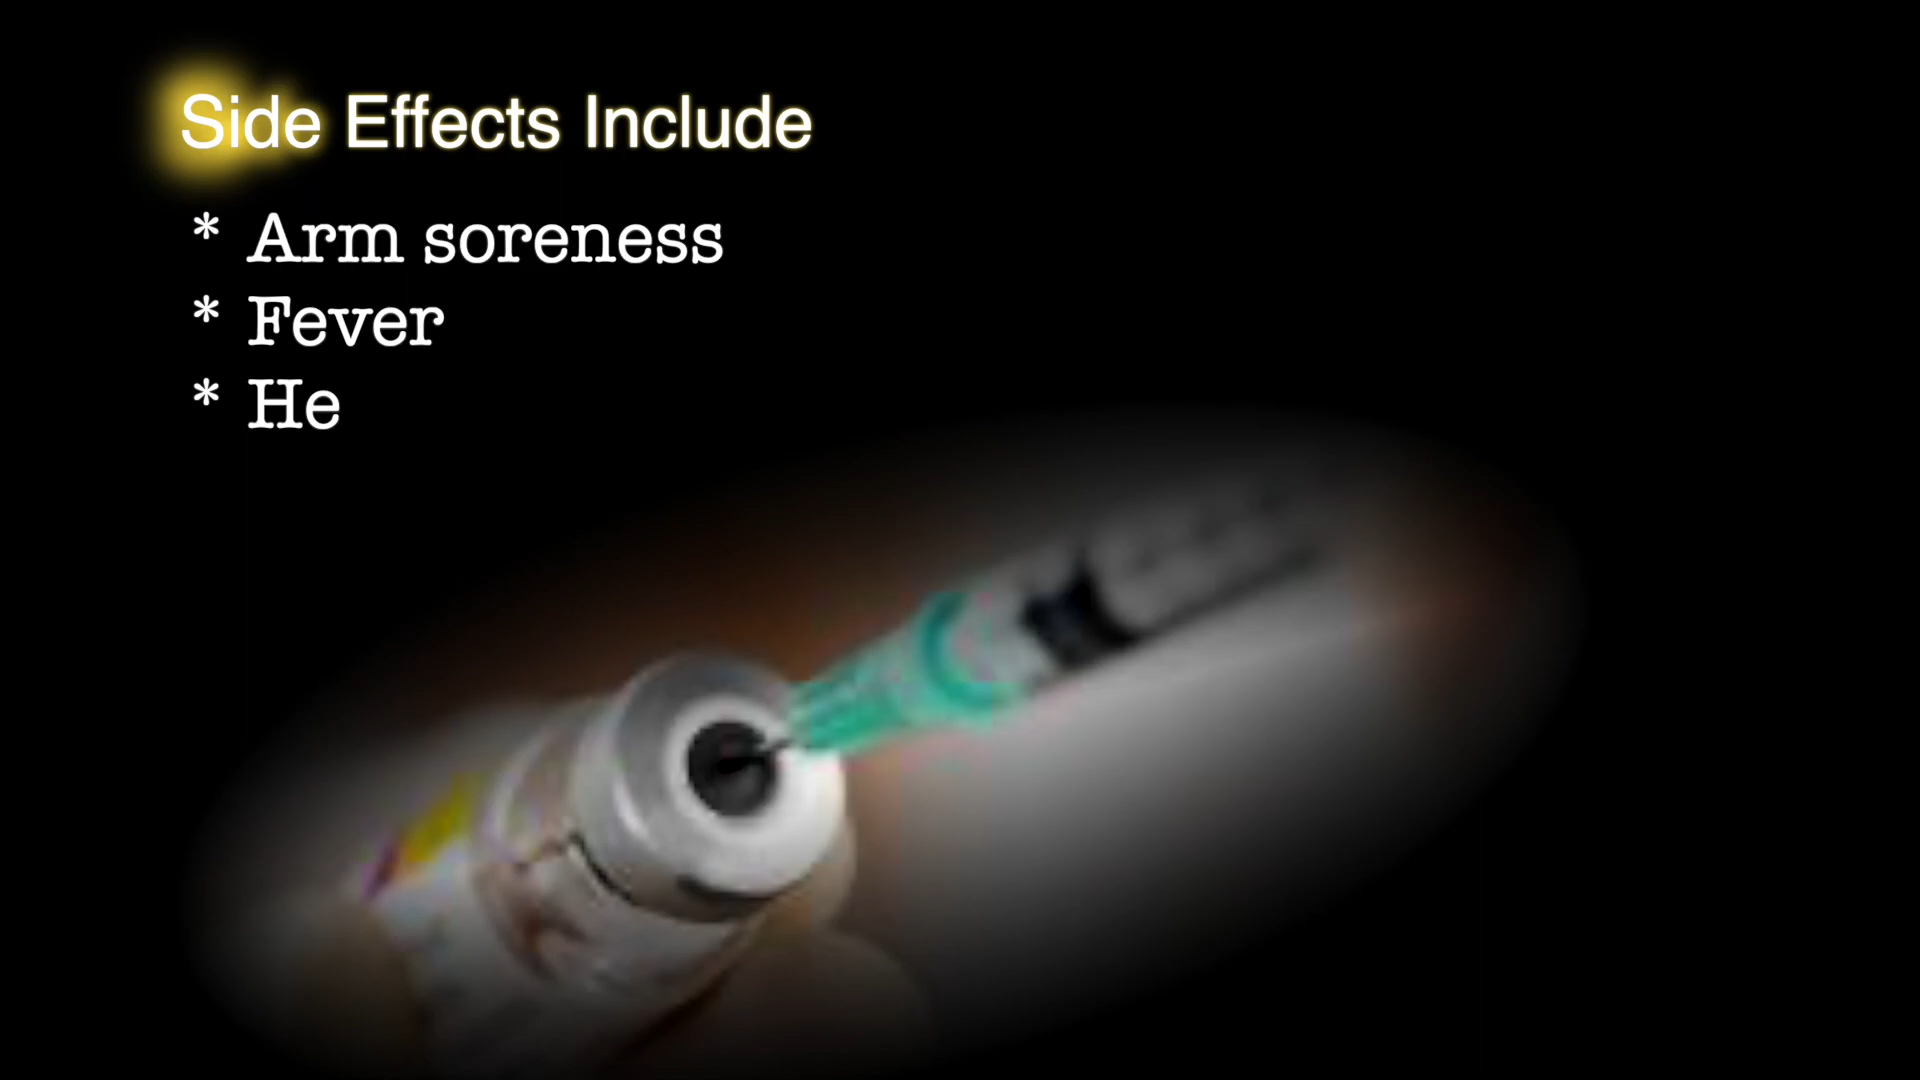 Side Effects Include
* Arm soreness
* Fever
* He